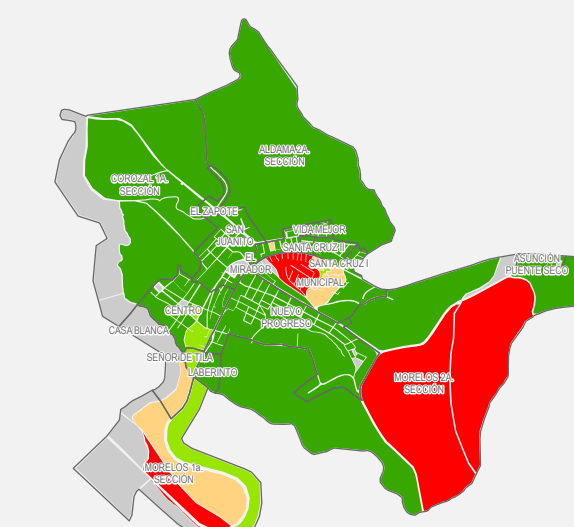 ALDAMA 2A.
SECCIÓN
COROZAL 1A.
SECCIÓN
EL ZAPOTE
SAN
JUANITO
VIDA MEJOR
SANTA CRUZ II
EL
MIRADOR
SANTA CRUZ I
ASUNCIÓN
PUENTE SECO
MUNICIPAL
CENTRO
NUEVO
PROGRESO
CASA BLANCA
SEÑOR DE TILA
LABERINTO
MORELOS 2A.
SECCIÓN
MORELOS 1a.
SECCIÓN